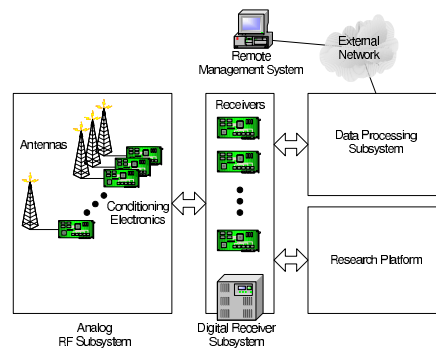 Remote
Management System
External
Network
Antennas
Conditioning
Electronics
Receivers
Data Processing
Subsystem
Research Platform
Analog
RF Subsystem
Digital Receiver
Subsystem